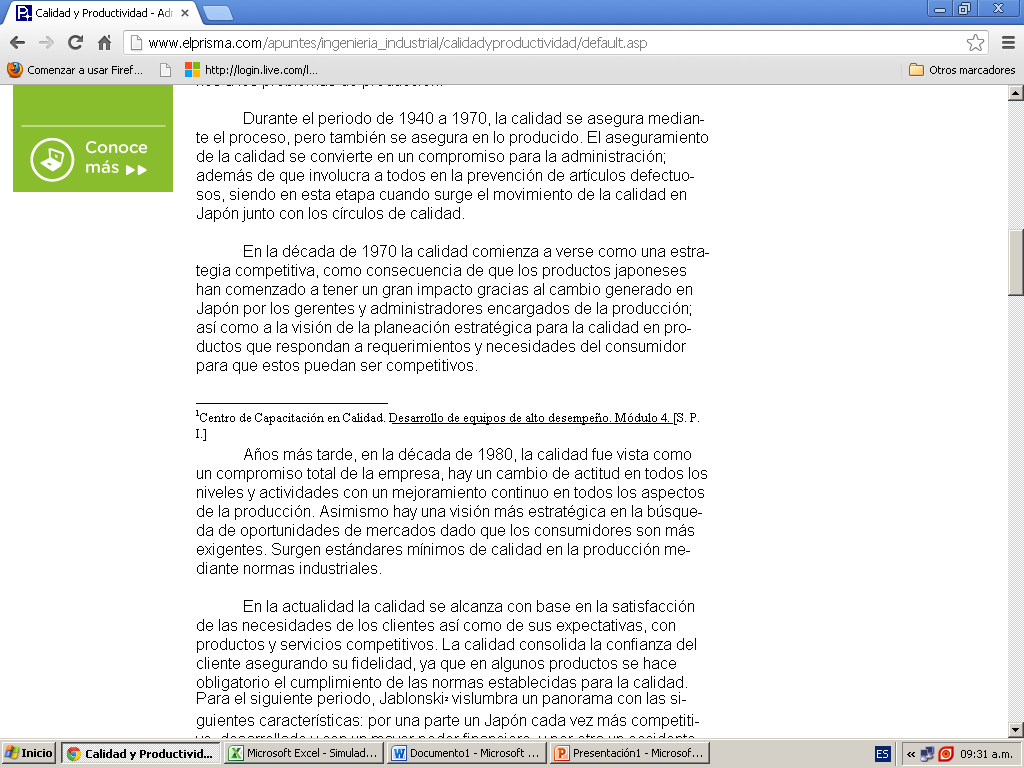 Calidad y Productividad - Adr
www.elprisma.com/apuntes/ingenieria_industrial/calidadyproductividad/default.asp
Comenzar a usar Firef...
http://login.live.com/l...
Otros marcadores
Conoce
más
Durante el periodo de 1940 a 1970, la calidad se asegura median-
te el proceso, pero también se asegura en lo producido. El aseguramiento
de la calidad se convierte en un compromiso para la administración;
además de que involucra a todos en la prevención de artículos defectuo-
sos, siendo en esta etapa cuando surge el movimiento de la calidad en
Japón junto con los círculos de calidad.
En la década de 1970 la calidad comienza a verse como una estra-
tegia competitiva, como consecuencia de que los productos japoneses
han comenzado a tener un gran impacto gracias al cambio generado en
Japón por los gerentes y administradores encargados de la producción;
así como a la visión de la planeación estratégica para la calidad en pro-
ductos que respondan a requerimientos y necesidades del consumidor
para que estos puedan ser competitivos.
1Centro de Capacitación en Calidad. Desarrollo de equipos de alto desempeño. Módulo 4. [S. P.
I.]
Años más tarde, en la década de 1980, la calidad fue vista como
un compromiso total de la empresa, hay un cambio de actitud en todos los
niveles y actividades con un mejoramiento continuo en todos los aspectos
de la producción. Asimismo hay una visión más estratégica en la búsque-
da de oportunidades de mercados dado que los consumidores son más
exigentes. Surgen estándares mínimos de calidad en la producción me-
diante normas industriales.
En la actualidad la calidad se alcanza con base en la satisfacción
de las necesidades de los clientes así como de sus expectativas, con
productos y servicios competitivos. La calidad consolida la confianza del
cliente asegurando su fidelidad, ya que en algunos productos se hace
obligatorio el cumplimiento de las normas establecidas para la calidad.
Para el siguiente periodo, Jablonski2 vislumbra un panorama con las si-
guientes características: por una parte un Japón cada vez más competiti-
Inicio
Calidad y Productivid...
Microsoft Excel - Simulad...
Documento1 - Microsoft ...
Presentación1 - Microsof...
ES
«
09:31 a.m.